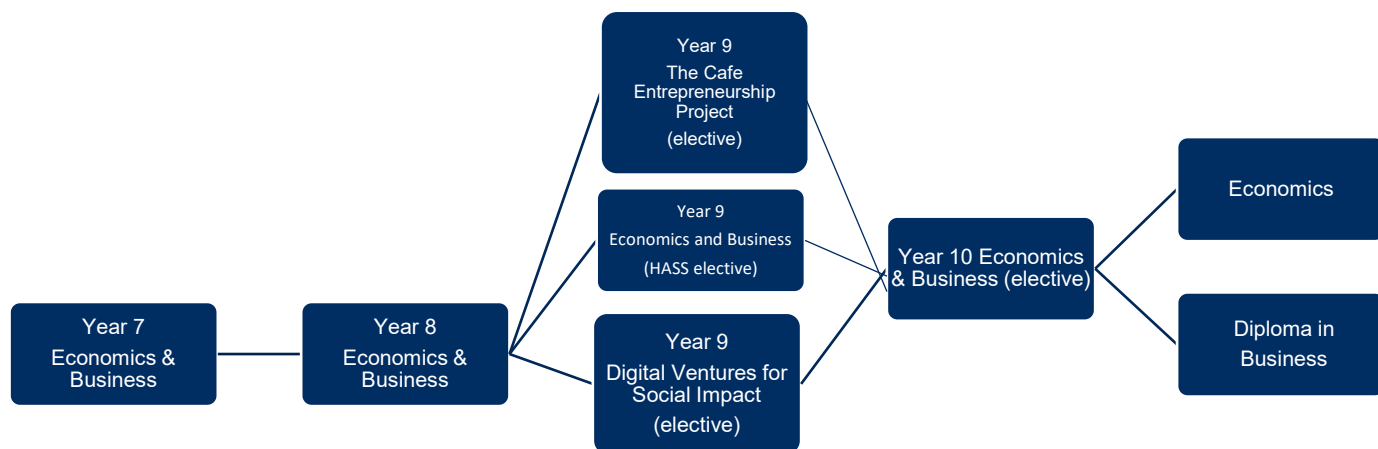 Year 7
Economics &
Business
Year 8
Economics &
Business
Year 9
The Cafe
Entrepreneurship
Project
(elective)
Year 9
Economics and Business
(HASS elective)
Year 9
Digital Ventures for
Social Impact
(elective)
Year 10 Economics
& Business (elective)
Economics
Diploma in
Business